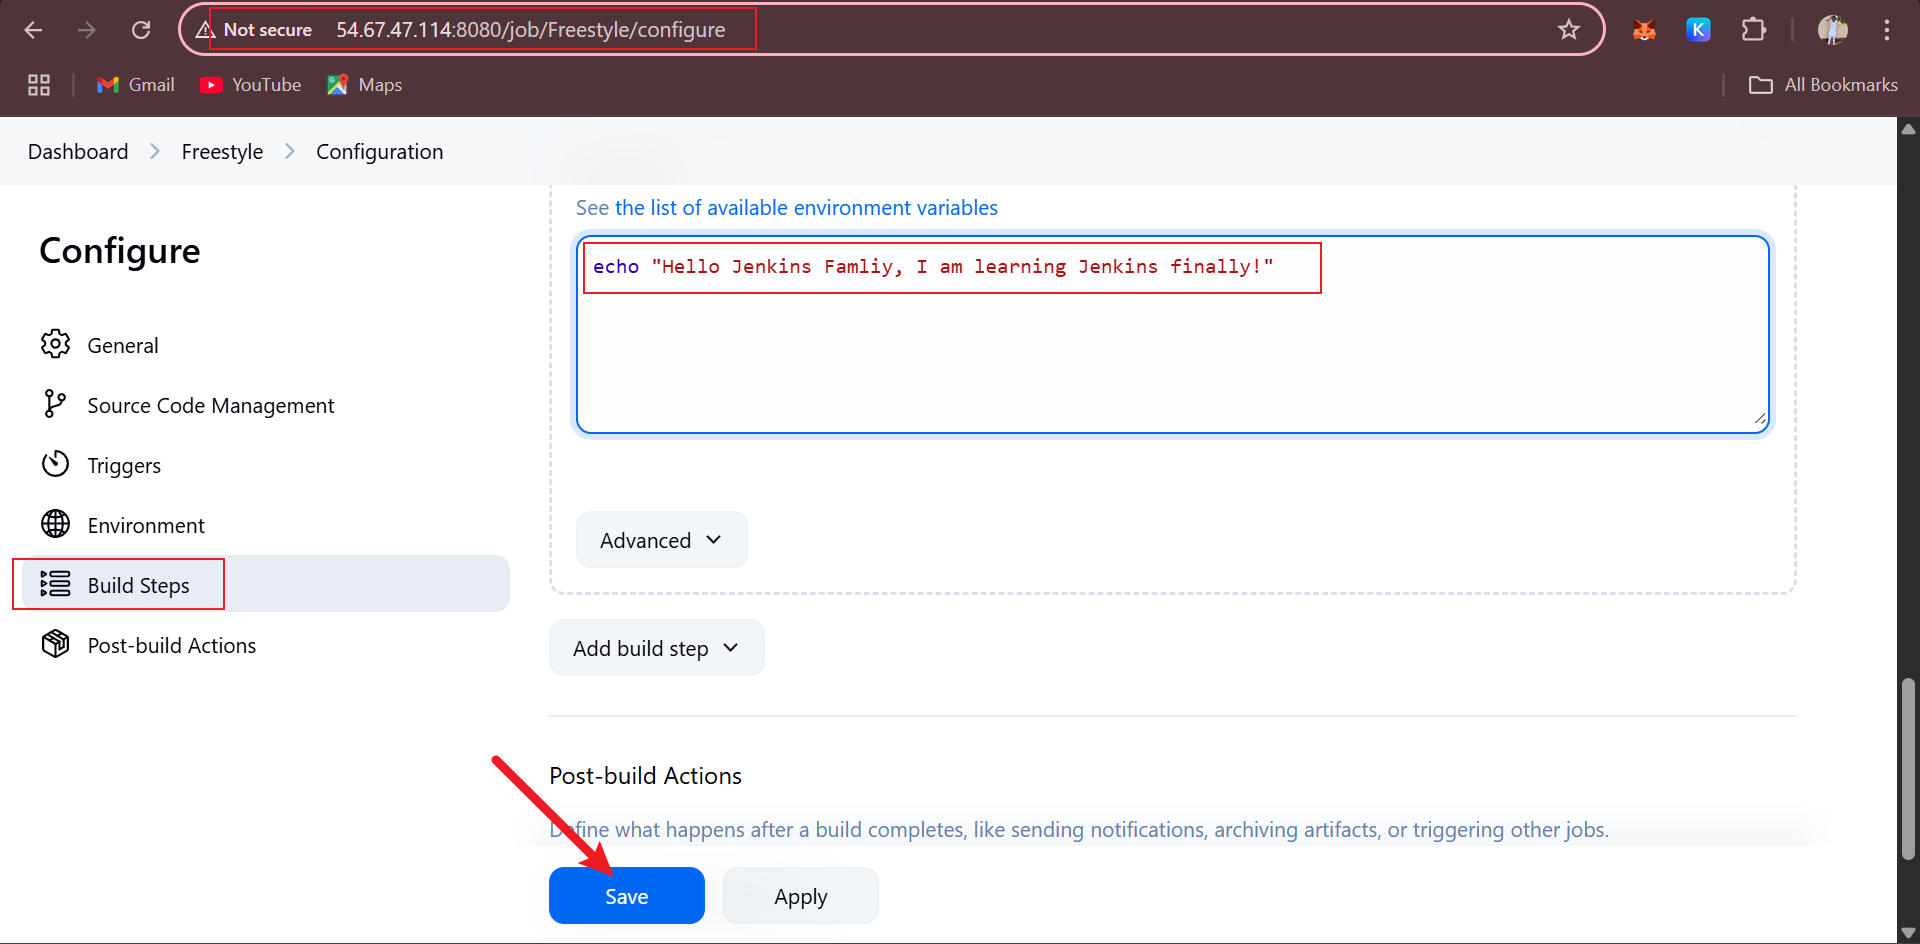 Not secure 54.67.47.114:8080/job/Freestyle/configure
K
Gmail YouTube Maps All Bookmarks
Dashboard Freestyle Configuration
See the list of available environment variables
Configure
echo "Hello Jenkins Famliy, I am learning Jenkins finally!"
General
Source Code Management
Triggers
Environment
Advanced
Build Steps
Post-build Actions
Add build step
Post-build Actions
Define what happens after a build completes, like sending notifications, archiving artifacts, or triggering other jobs.
Save Apply